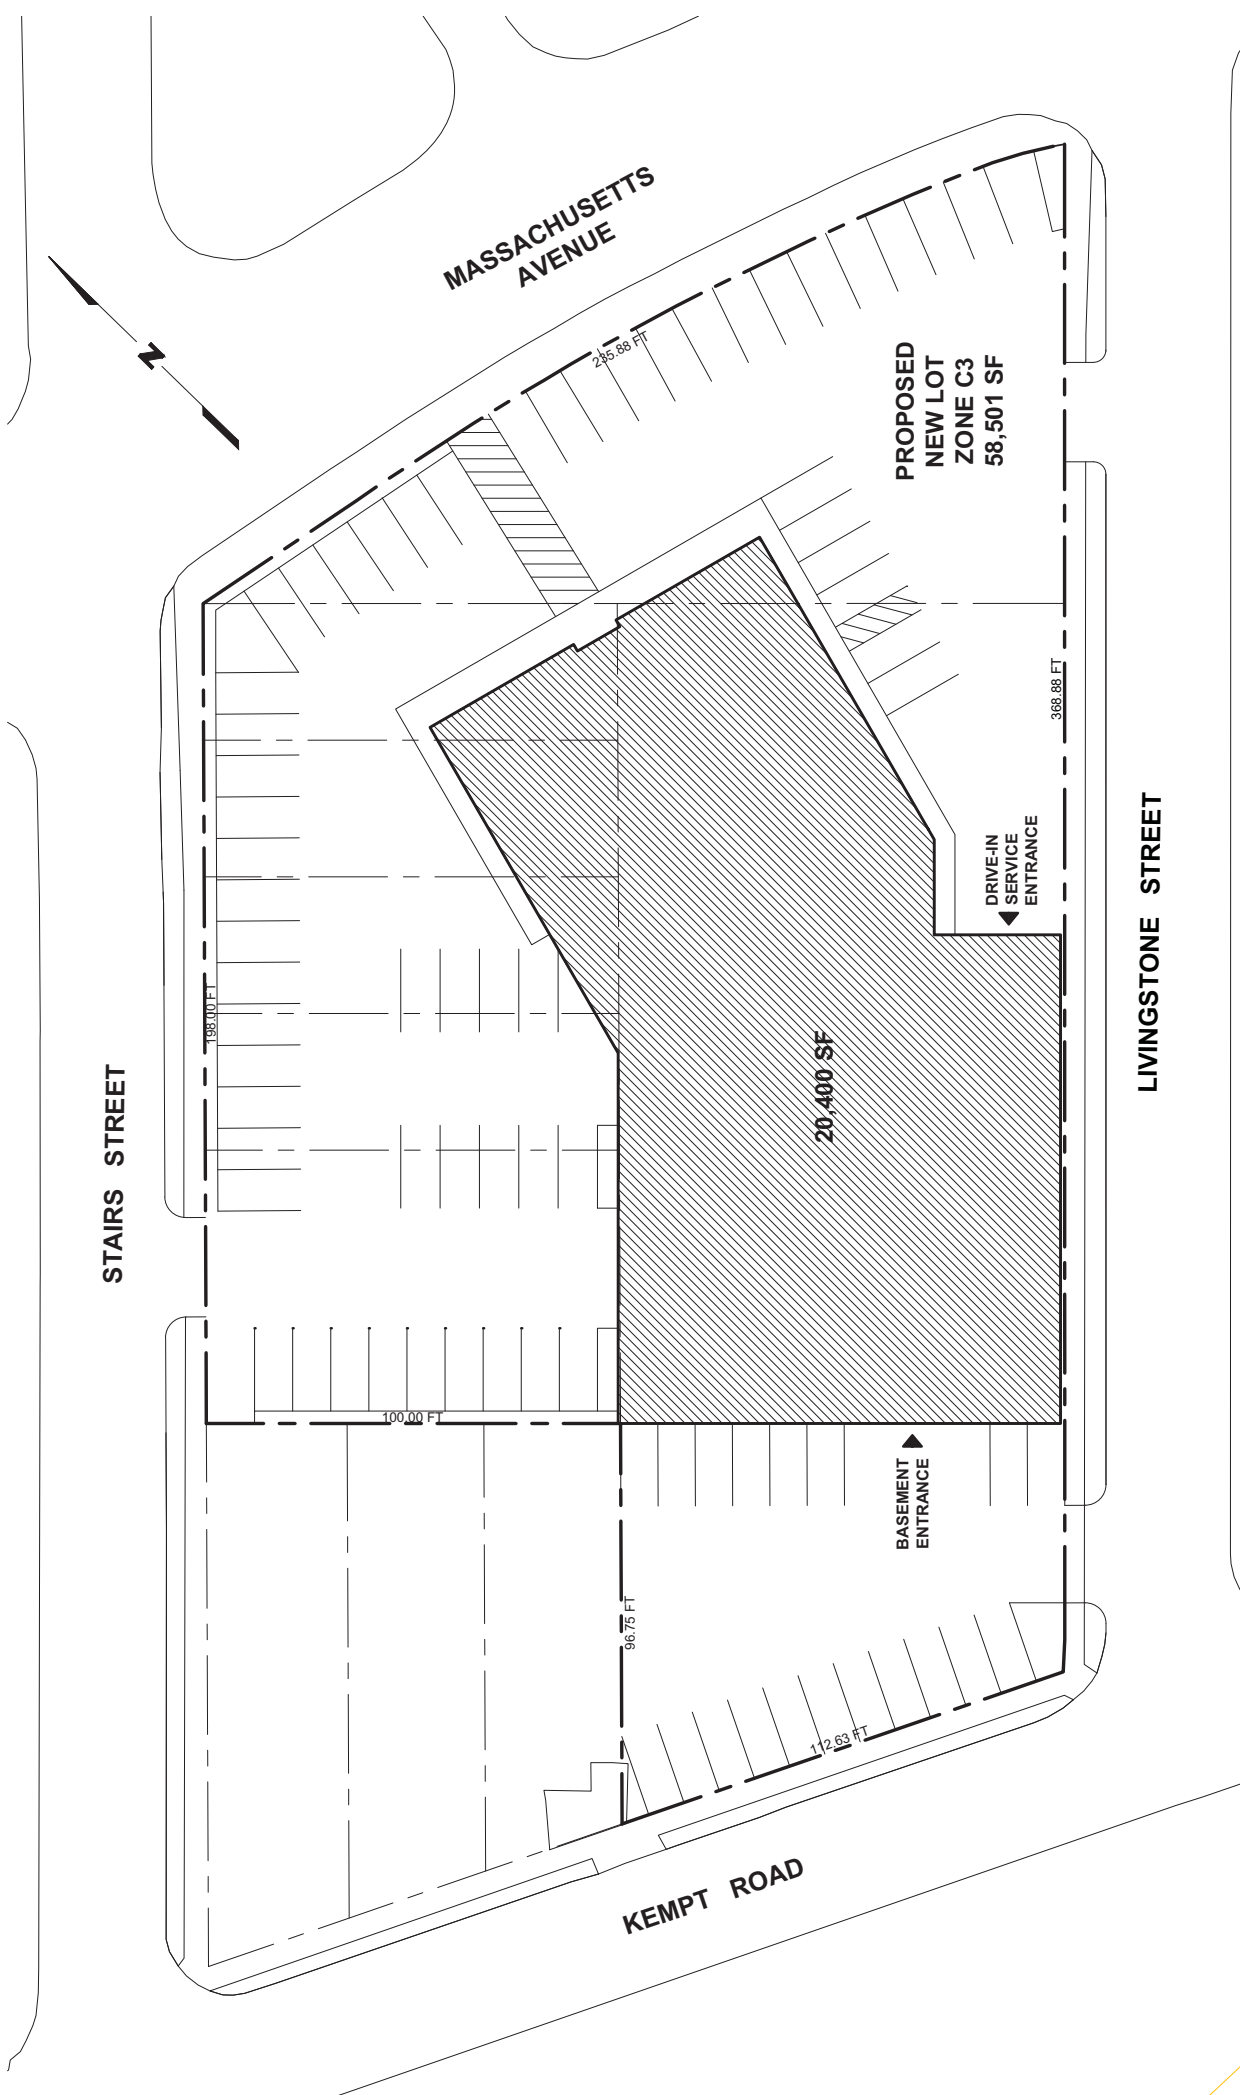 MASSACHUSETTS
AVENUE
N
235.88 FT
PROPOSED
NEW LOT
ZONE C3
58,501 SF
368.88 FT
DRIVE-IN
SERVICE
ENTRANCE
LIVINGSTONE STREET
198.00 FT
20,400 SF
STAIRS STREET
100.00 FT
BASEMENT
ENTRANCE
96.75 FT
112.63 FT
KEMPT ROAD